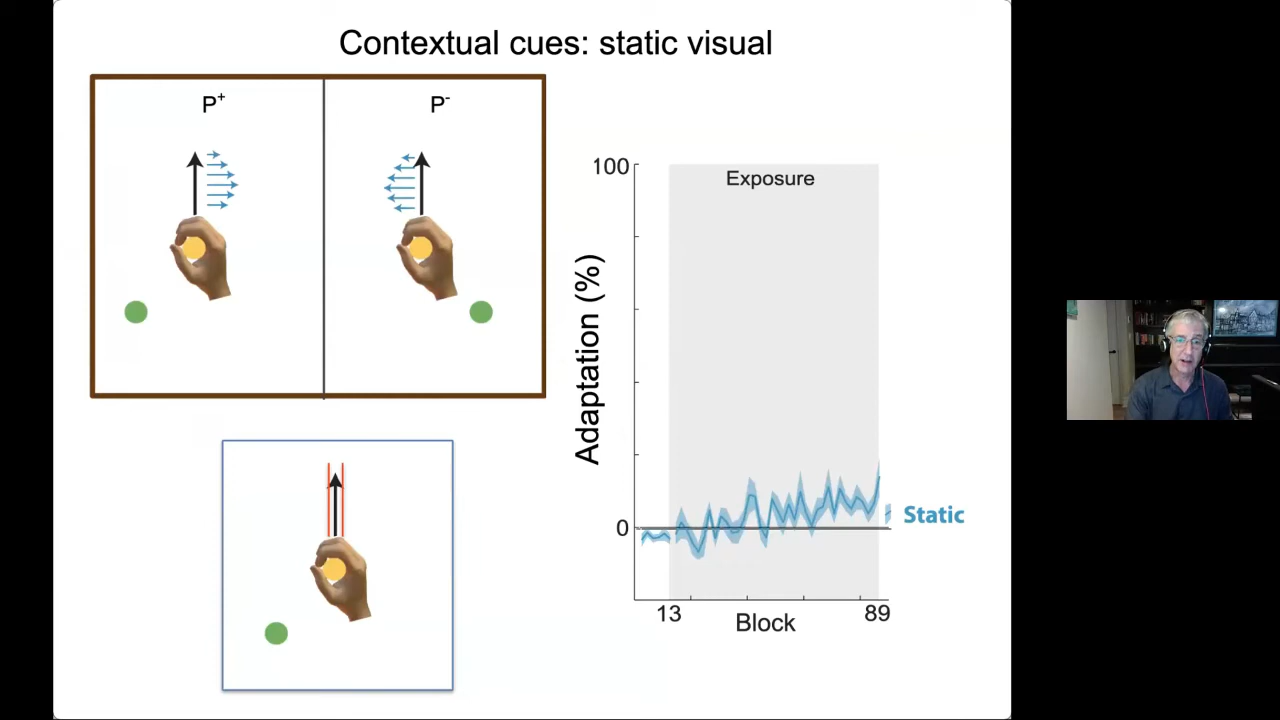 Contextual cues: static visual
P+
P-
100
Exposure
Adaptation (%)
0
Static
13
89
Block